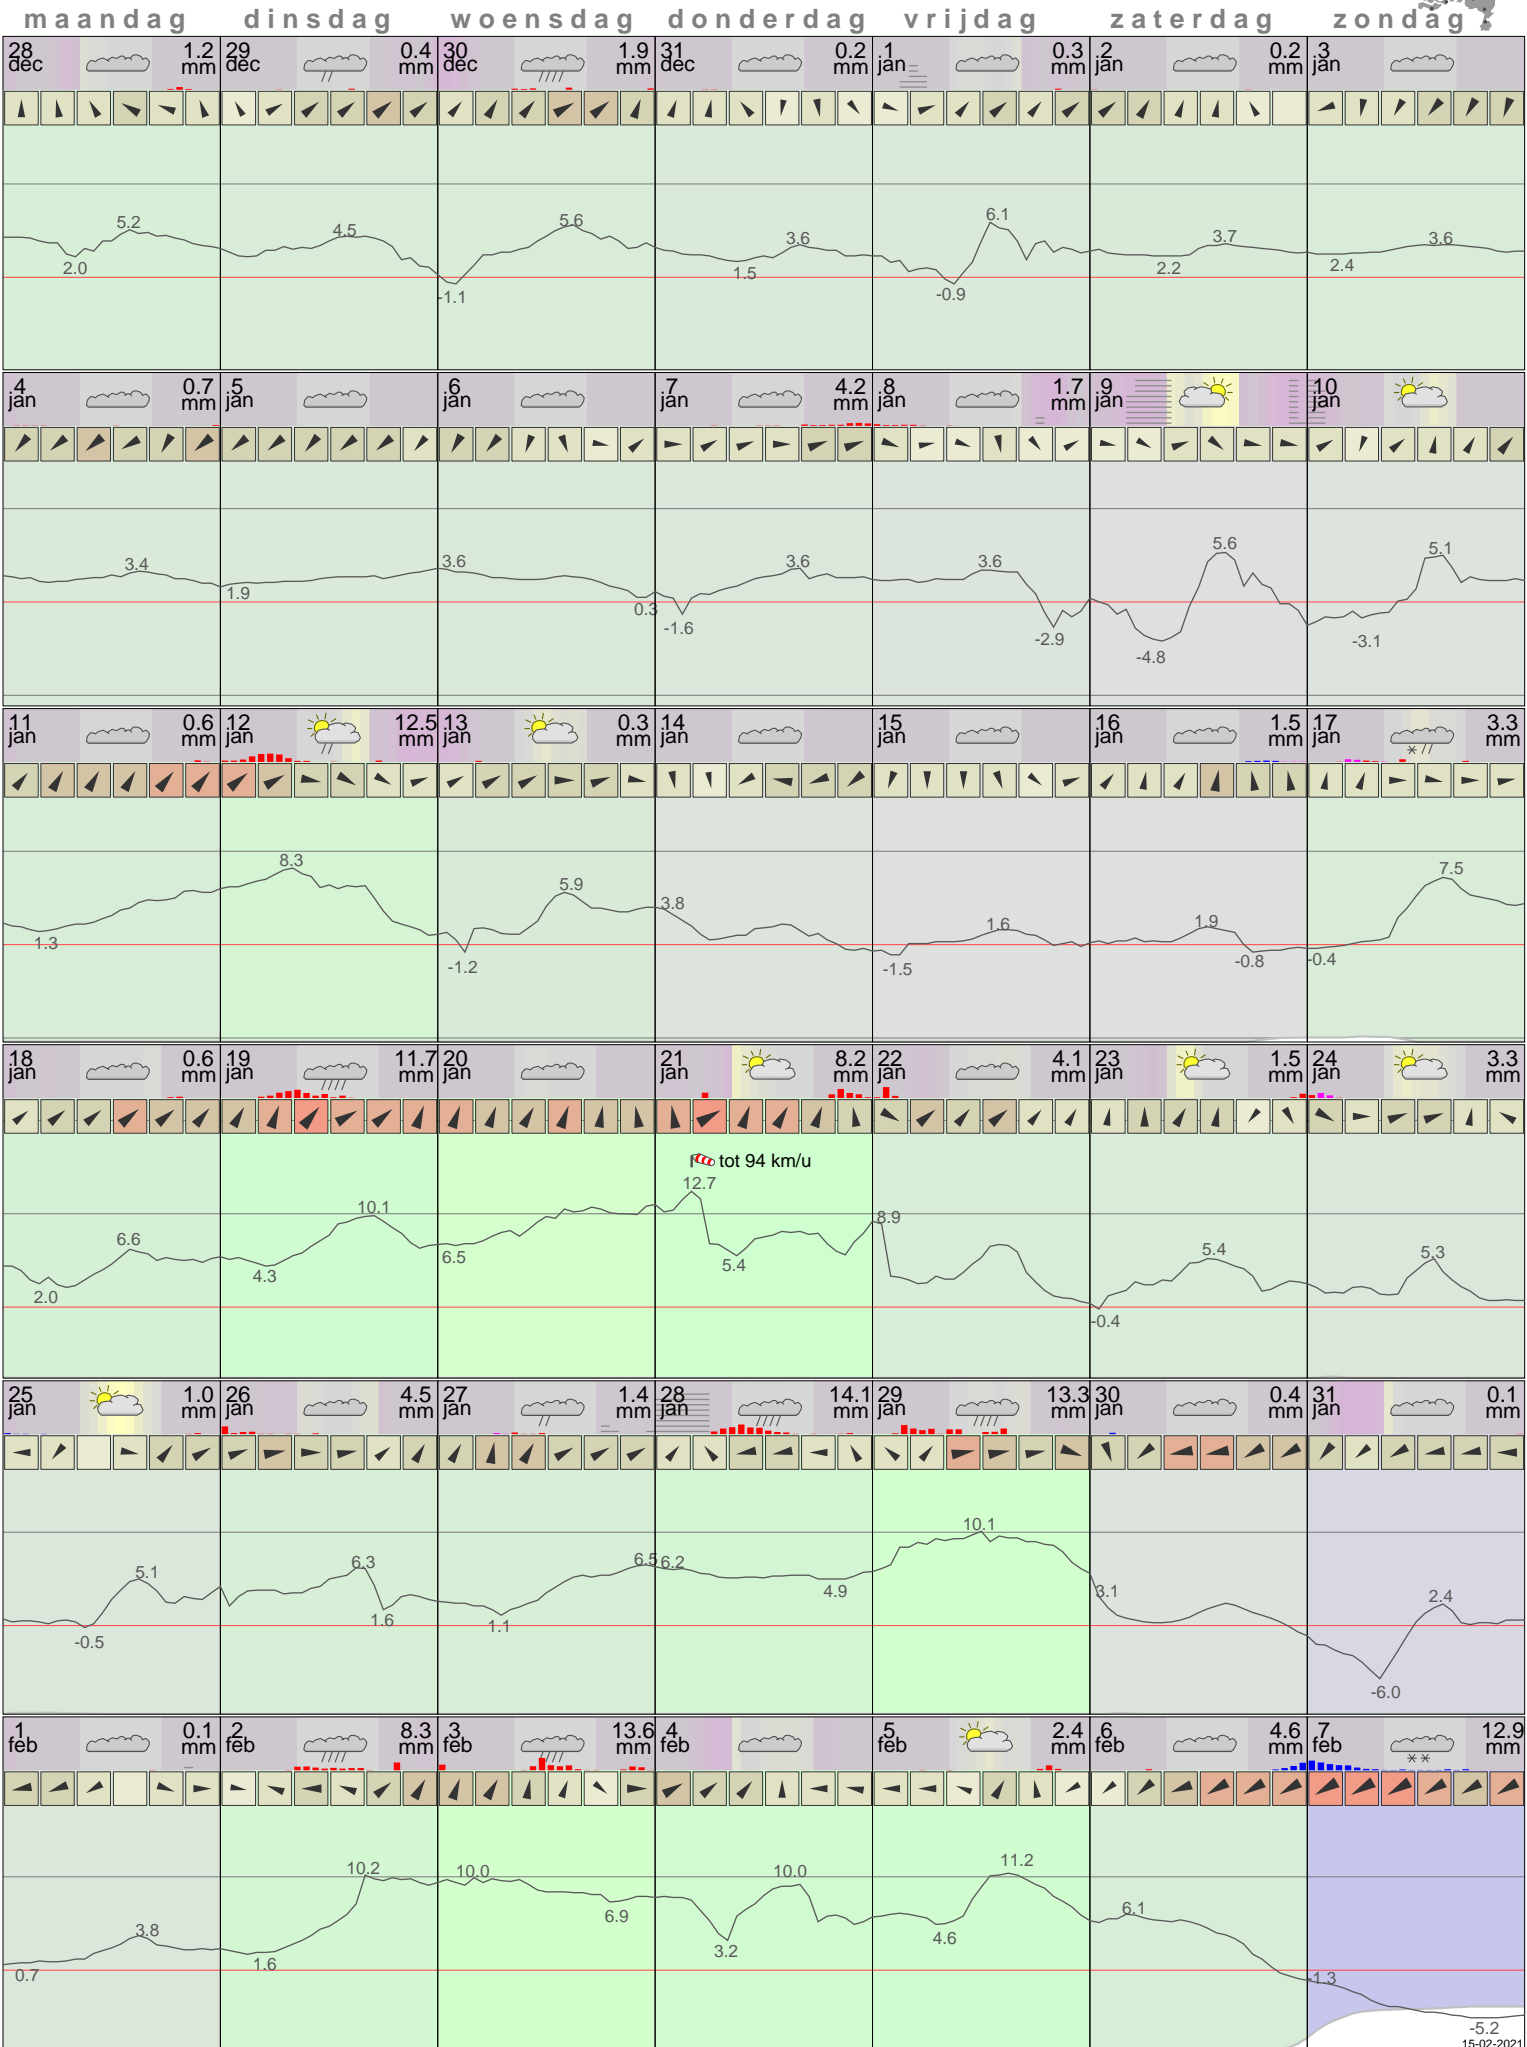 maandag dinsdag woensdag donderdag vrijdag zaterdag zondag
28 dec 1.2 mm 29 dec 0.4 mm 30 dec 1.9 mm 31 dec 0.2 mm 1 jan 0.3 mm 2 jan 0.2 mm 3 jan
5.2 4.5 5.6 3.6 6.1 3.7 3.6
2.0 -1.1 1.5 -0.9 2.2 2.4
4 jan 0.7 mm 5 jan 6 jan 7 jan 4.2 mm 8 jan 1.7 mm 9 jan 10 jan
3.4 3.6 3.6 3.6 5.6 5.1
1.9 0.3 -1.6 -2.9 -4.8 -3.1
11 jan 0.6 mm 12 jan 12.5 mm 13 jan 0.3 mm 14 jan 15 jan 16 jan 1.5 mm 17 jan 3.3 mm
8.3 5.9 3.8 1.6 1.9 7.5
1.3 -1.2 -1.5 -0.8 -0.4
18 jan 0.6 mm 19 jan 11.7 mm 20 jan 21 jan 8.2 mm 22 jan 4.1 mm 23 jan 1.5 mm 24 jan 3.3 mm
tot 94 km/u
6.6 10.1 12.7 8.9 5.4 5.3
2.0 4.3 6.5 5.4 -0.4
25 jan 1.0 mm 26 jan 4.5 mm 27 jan 1.4 mm 28 jan 14.1 mm 29 jan 13.3 mm 30 jan 0.4 mm 31 jan 0.1 mm
5.1 6.3 6.5 6.2 10.1 3.1 2.4
-0.5 1.6 1.1 4.9 -6.0
1 feb 0.1 mm 2 feb 8.3 mm 3 feb 13.6 mm 4 feb 5 feb 2.4 mm 6 feb 4.6 mm 7 feb 12.9 mm
3.8 10.2 10.0 10.0 11.2 6.1 -1.3
0.7 1.6 6.9 3.2 4.6 -5.2
15-02-2021